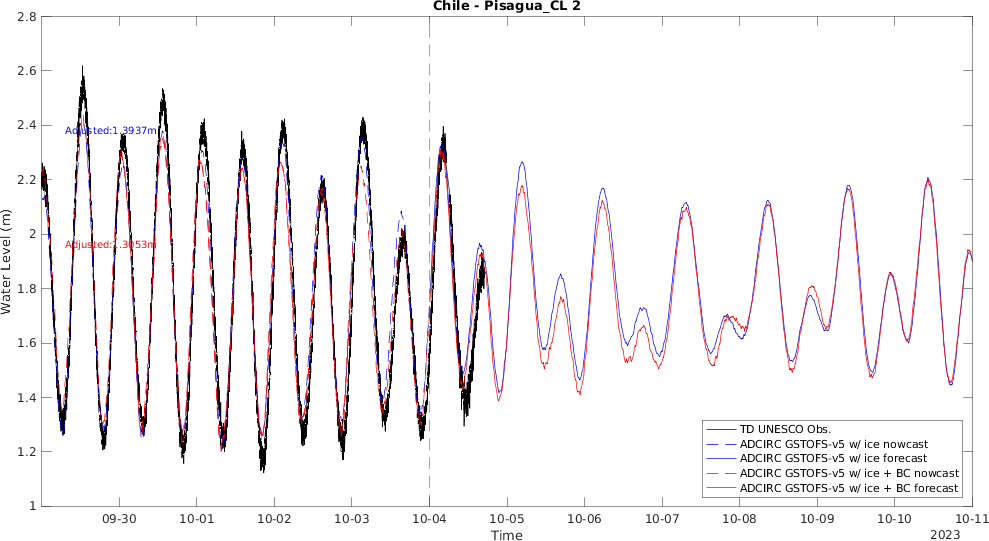 Chile - Pisagua_CL 2
2.8
2.6
2.4
2.2
2
1.8
1.6
1.4
1.2
1
Water Level (m)
Adjusted:1.3937m
Adjusted:1.3053m
TD UNESCO Obs.
ADCIRC GSTOFS-v5 w/ ice nowcast
ADCIRC GSTOFS-v5 w/ ice forecast
ADCIRC GSTOFS-v5 w/ ice + BC nowcast
ADCIRC GSTOFS-v5 w/ ice + BC forecast
09-30 10-01 10-02 10-03 10-04 10-05 10-06 10-07 10-08 10-09 10-10 10-11
Time
2023